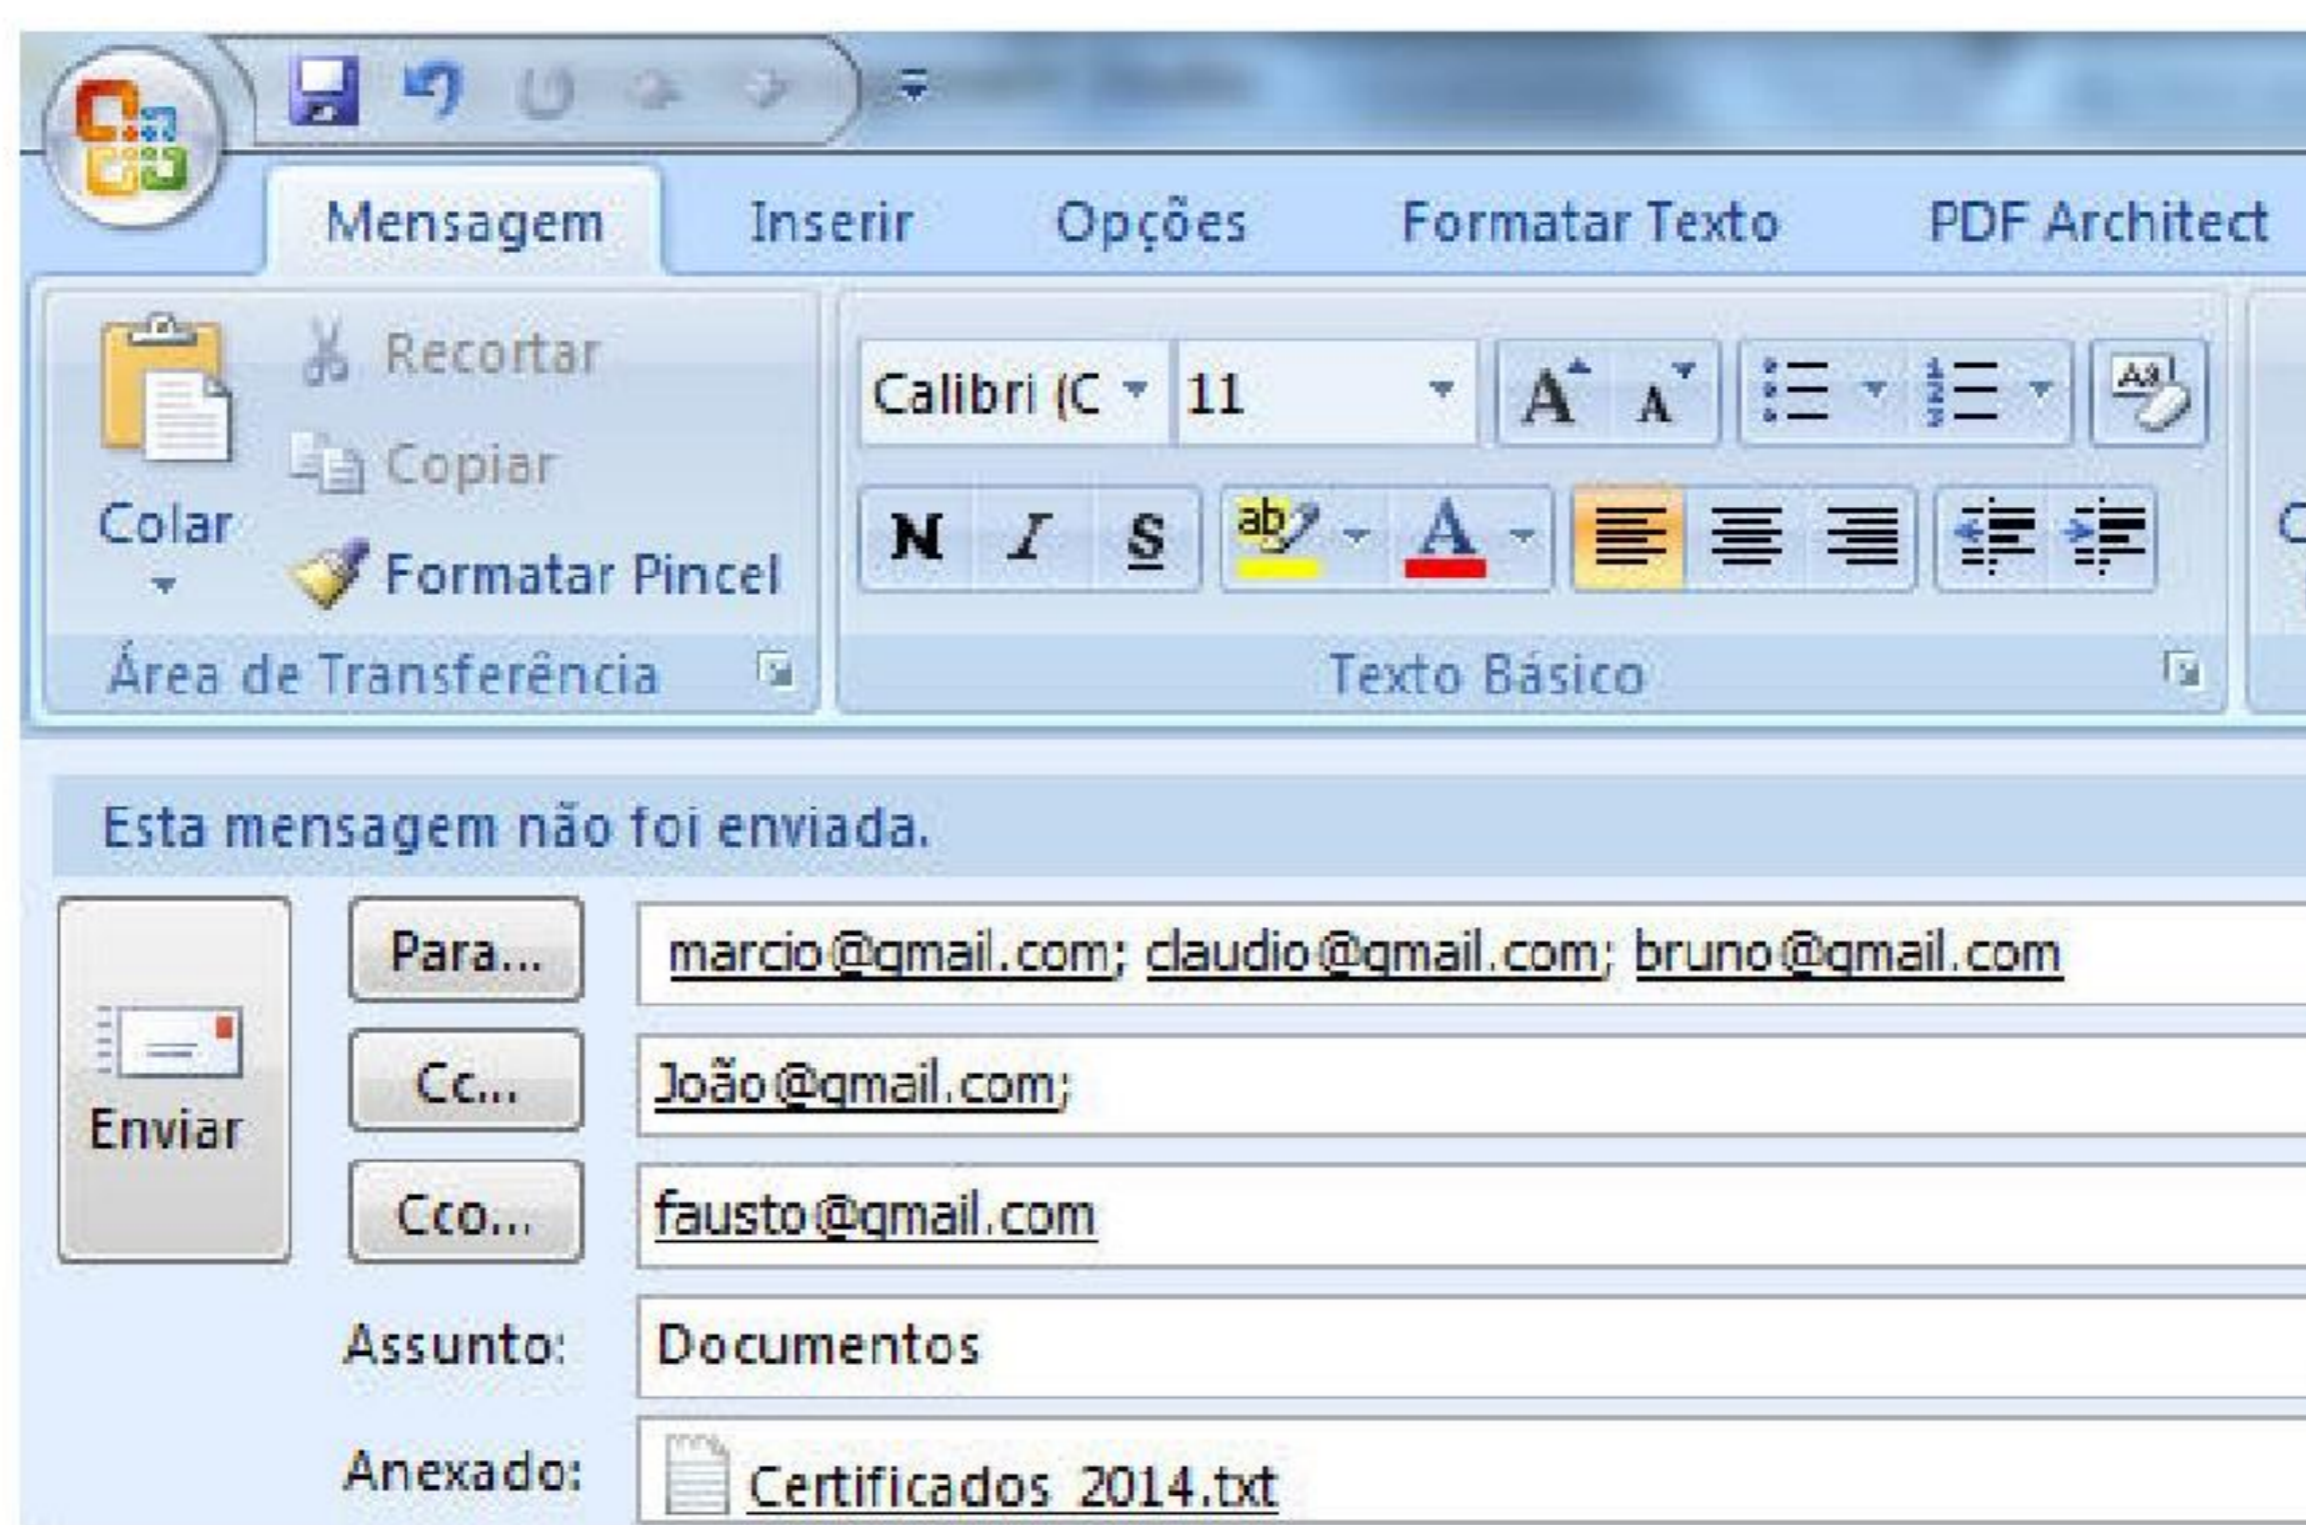 Mensagem Inserir Opções Formatar Texto PDF Architect
Recortar
Calibri (C 11
Copiar
Colar
N I S
Formatar Pincel
Área de Transferência Texto Básico
Esta mensagem não foi enviada.
Para... marcio@gmail.com; claudio@gmail.com; bruno@gmail.com
Cc... João@gmail.com;
Enviar
Cco... fausto@gmail.com
Assunto: Documentos
Anexado: Certificados 2014.txt